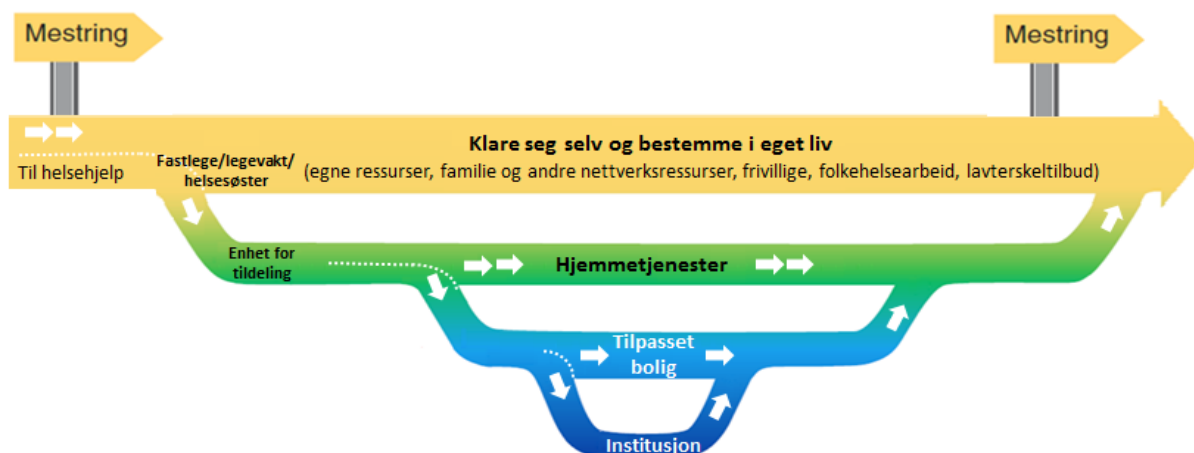 Mestring
Mestring
Klare seg selv og bestemme i eget liv
Til helsehjelp
Fastlege/legevakt/
helsesøster
(egne ressurser, familie og andre nettverksressurser, frivillige, folkehelsearbeid, lavterskeltilbud)
Enhet for
tildeling
Hjemmetjenester
Tilpasset
bolig
Institusjon